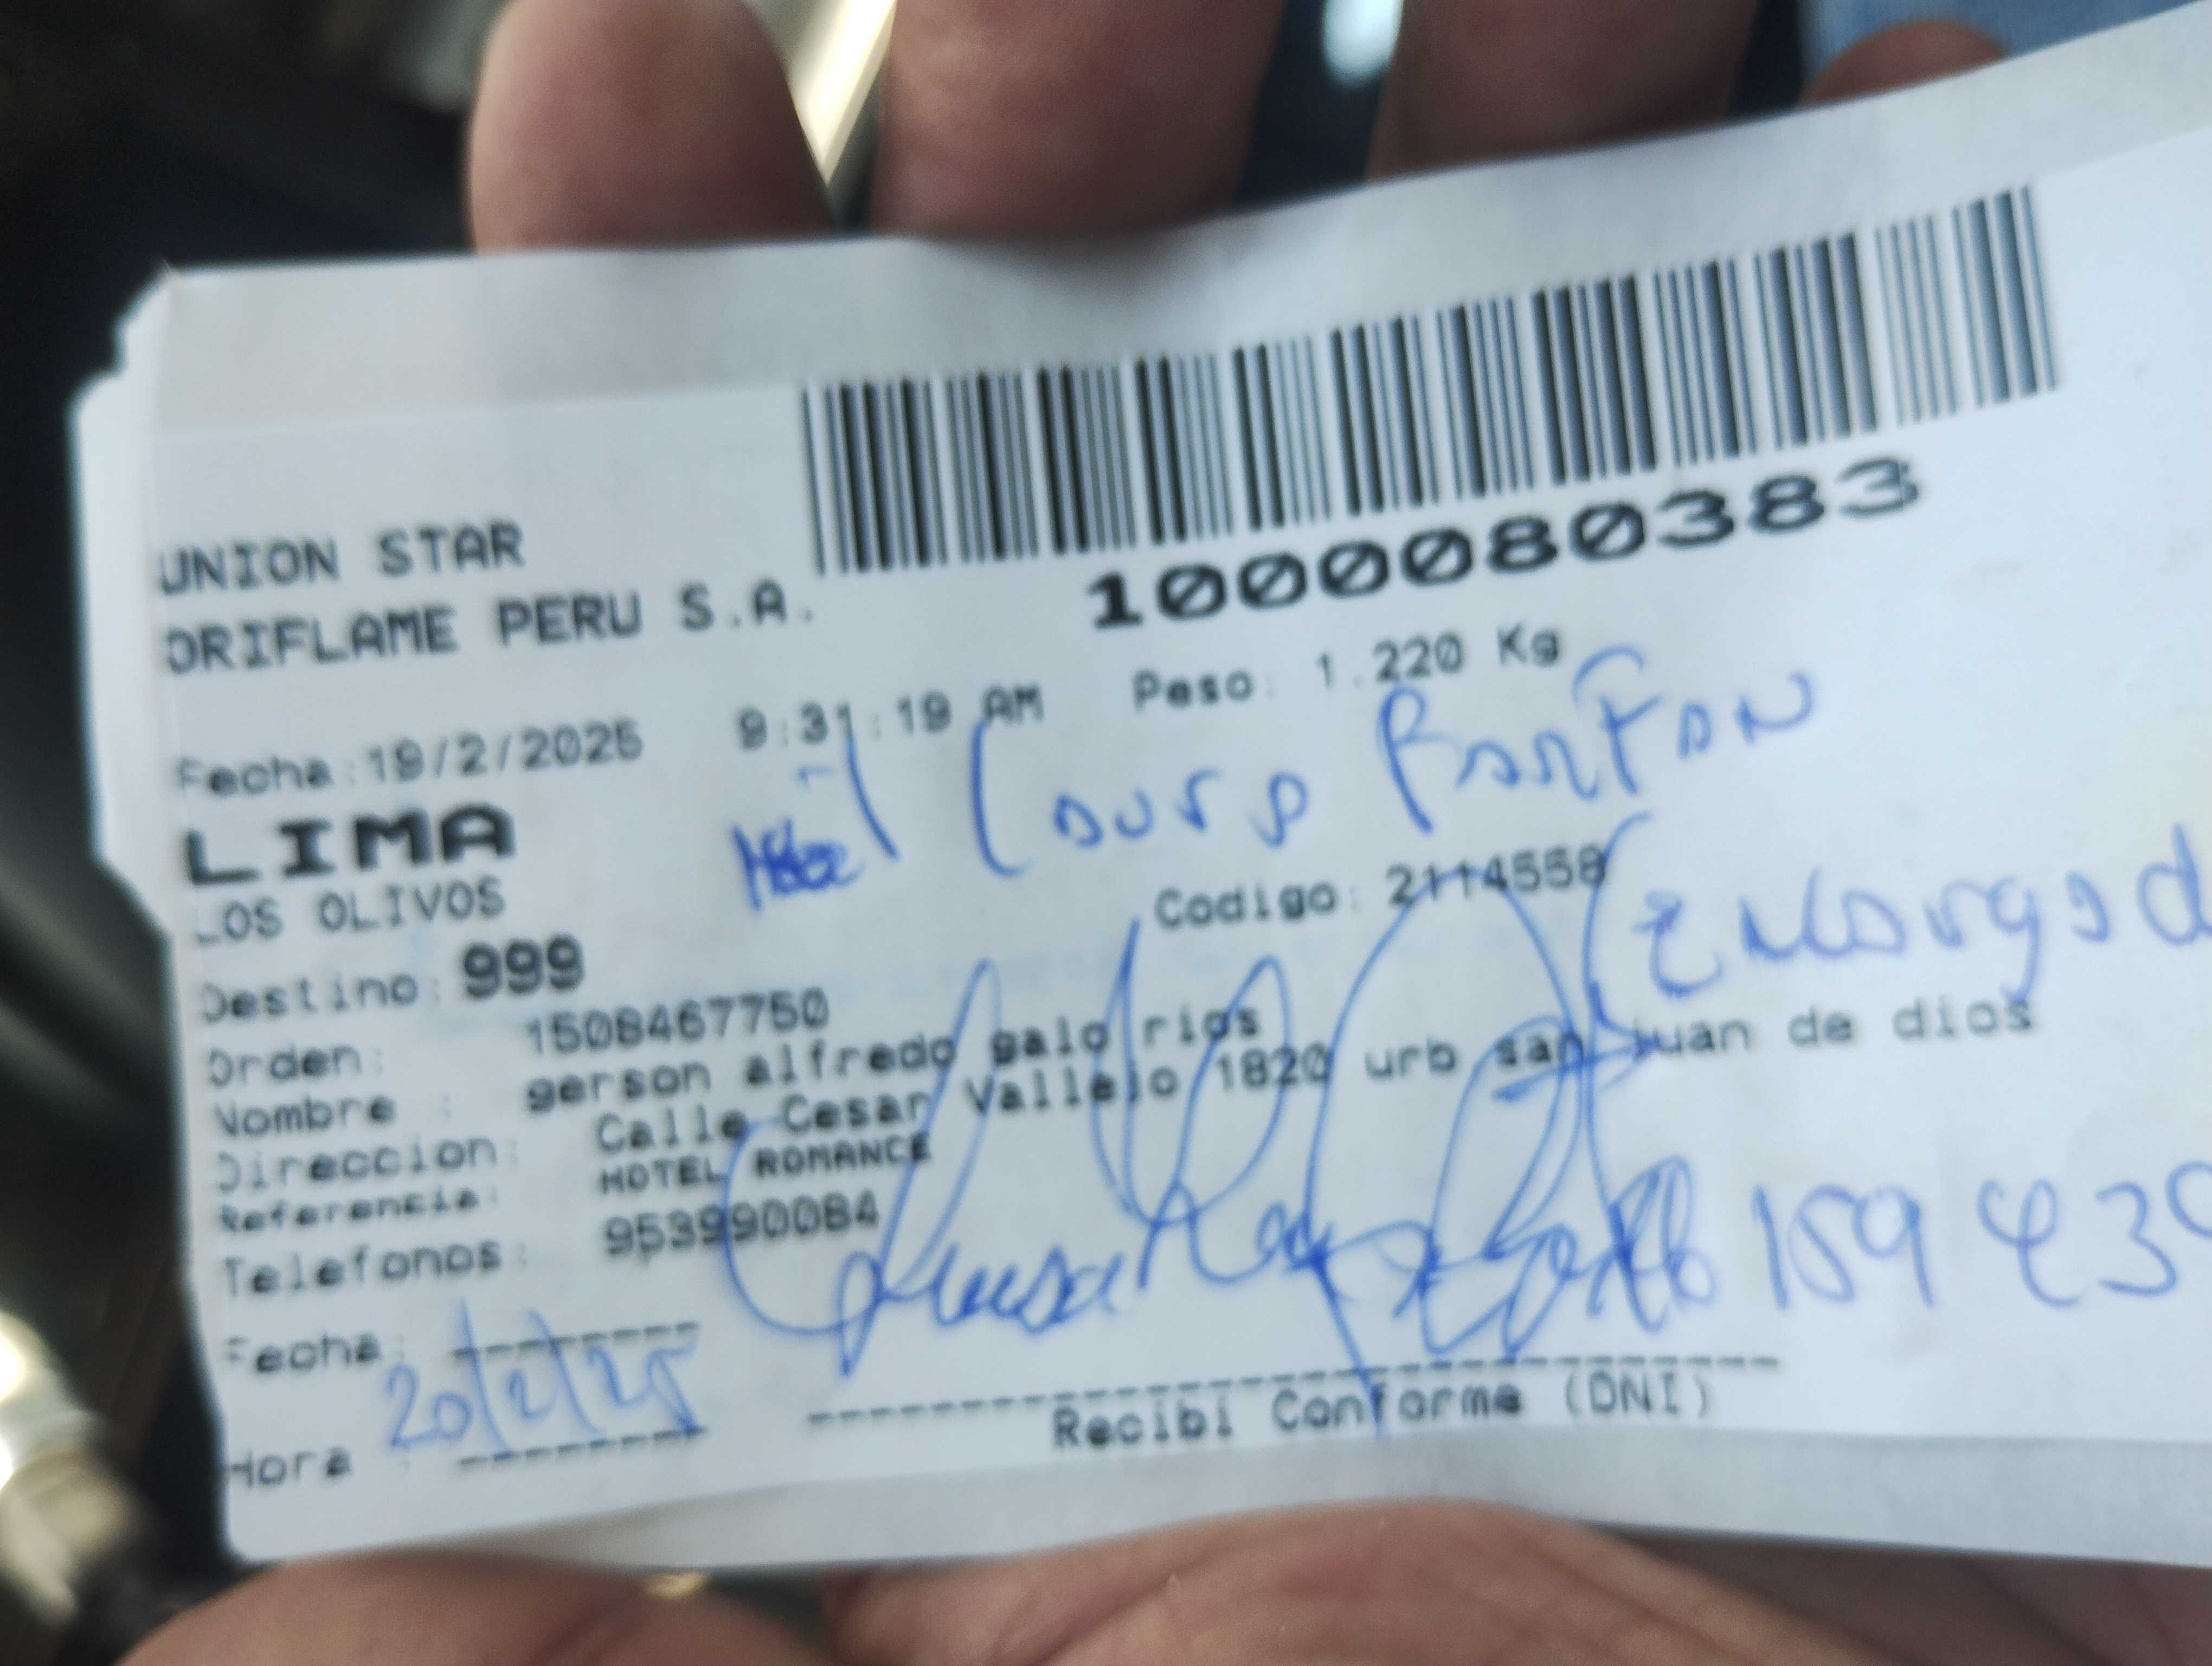 1000080383
UNION STAR
ORIFLAME PERU S.A.
Fecha:19/2/2025 9:31:19 AM Peso: 1.220 Kg
LIMA
LOS OLIVOS
Codigo: 2114558
Encargad
Destino: 999
Orden: 1508467750
Nombre : gerson alfredo galo rios
Direccion: Calle Cesar Vallejo 1820 urb san juan de dios
Referencia: HOTEL ROMANCE
Telefonos: 953990084
Fecha: 20/2/25
Hora :
Recibi Conforme (DNI)